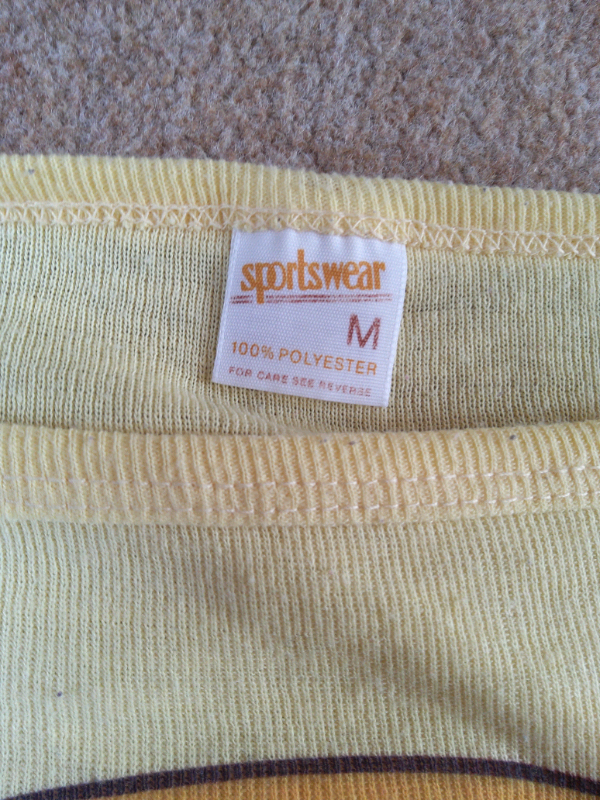 sportswear
M
100% POLYESTER
FOR CARE SEE REVERSE